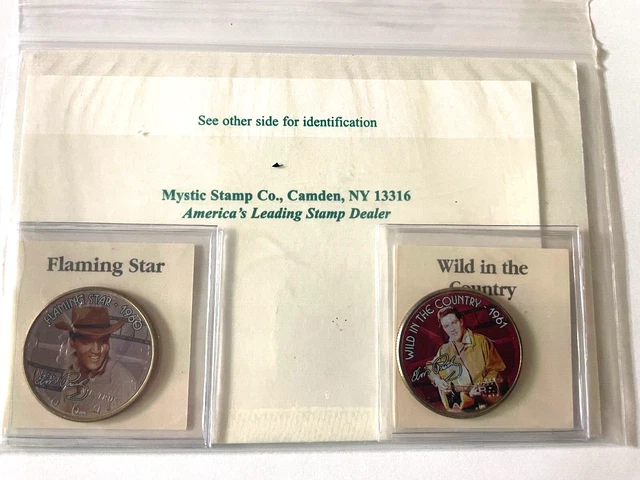 See other side for identification
Mystic Stamp Co., Camden, NY 13316
America's Leading Stamp Dealer
Flaming Star
FLAMING STAR · 1960
Wild in the
Country
WILD IN THE COUNTRY · 1961
Elvis